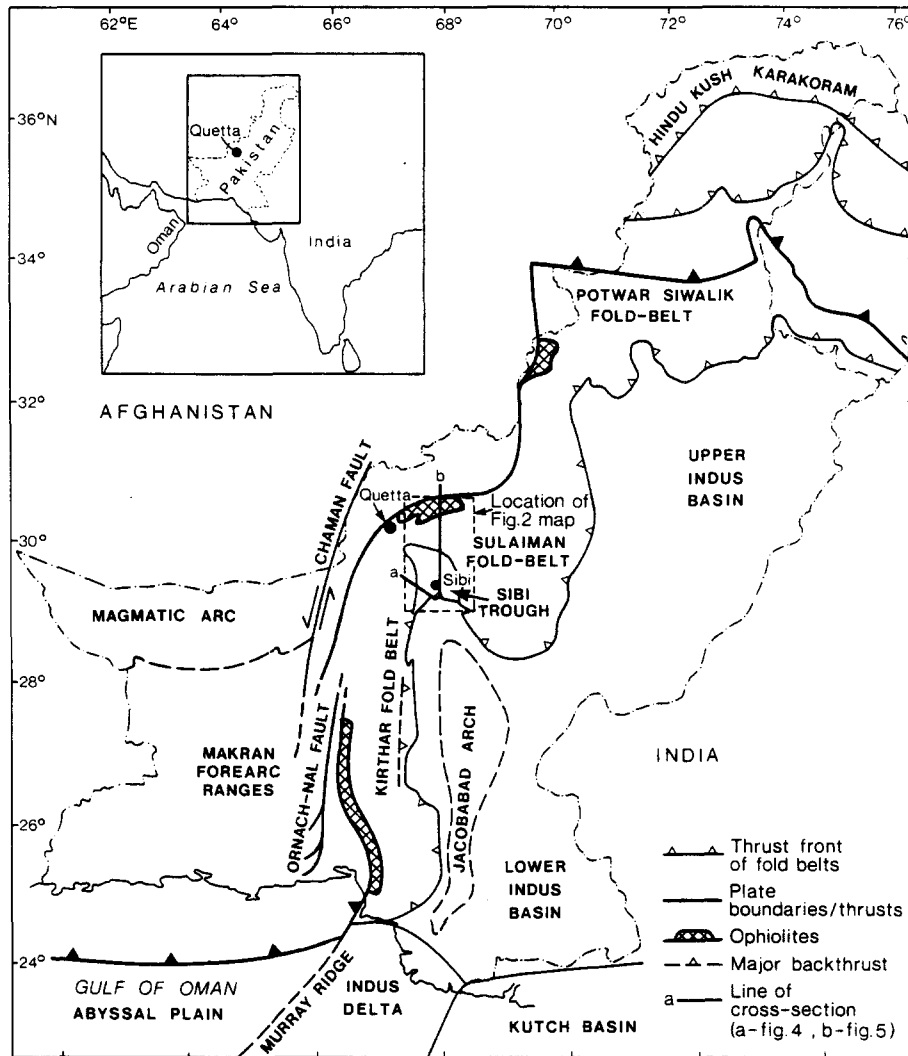 62°E
64°
66°
68°
70°
72°
74°
76°
36°N
34°
32°
30°
28°
26°
24°
Quetta
Pakistan
Oman
India
Arabian Sea
HINDU KUSH
KARAKORAM
POTWAR SIWALIK
FOLD-BELT
AFGHANISTAN
UPPER
INDUS
BASIN
CHAMAN FAULT
Quetta
b
Location of
Fig.2 map
SULAIMAN
FOLD-BELT
a
Sibi
SIBI
TROUGH
MAGMATIC ARC
KIRTHAR FOLD BELT
JACOBABAD ARCH
INDIA
MAKRAN
FOREARC
RANGES
ORNACH-NAL FAULT
LOWER
INDUS
BASIN
GULF OF OMAN
ABYSSAL PLAIN
MURRAY RIDGE
INDUS
DELTA
KUTCH BASIN
Thrust front
of fold belts
Plate
boundaries/thrusts
Ophiolites
Major backthrust
a
Line of
cross-section
(a-fig.4, b-fig.5)